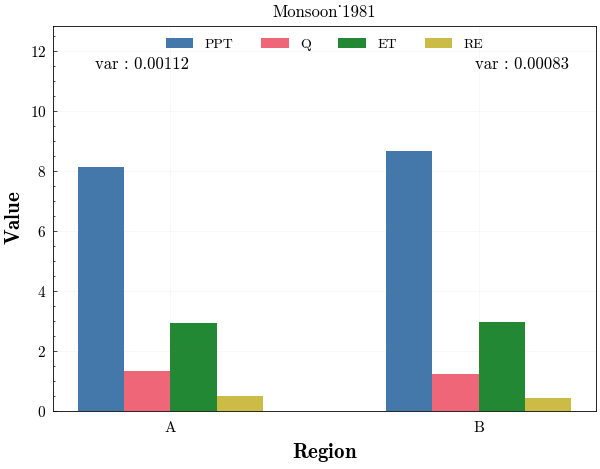 Monsoon˙1981
PPT Q ET RE
var : 0.00112
var : 0.00083
12
10
8
6
4
2
0
Value
A
B
Region